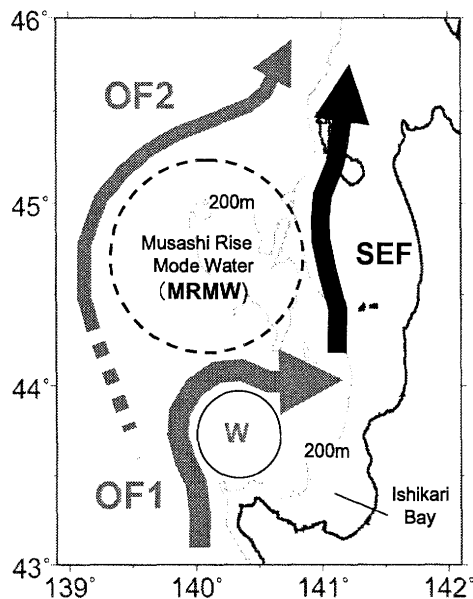 46°
OF2
200m
45°
Musashi Rise
Mode Water
(MRMW)
SEF
44°
W
200m
OF1
Ishikari
Bay
43°
139° 140° 141° 142°